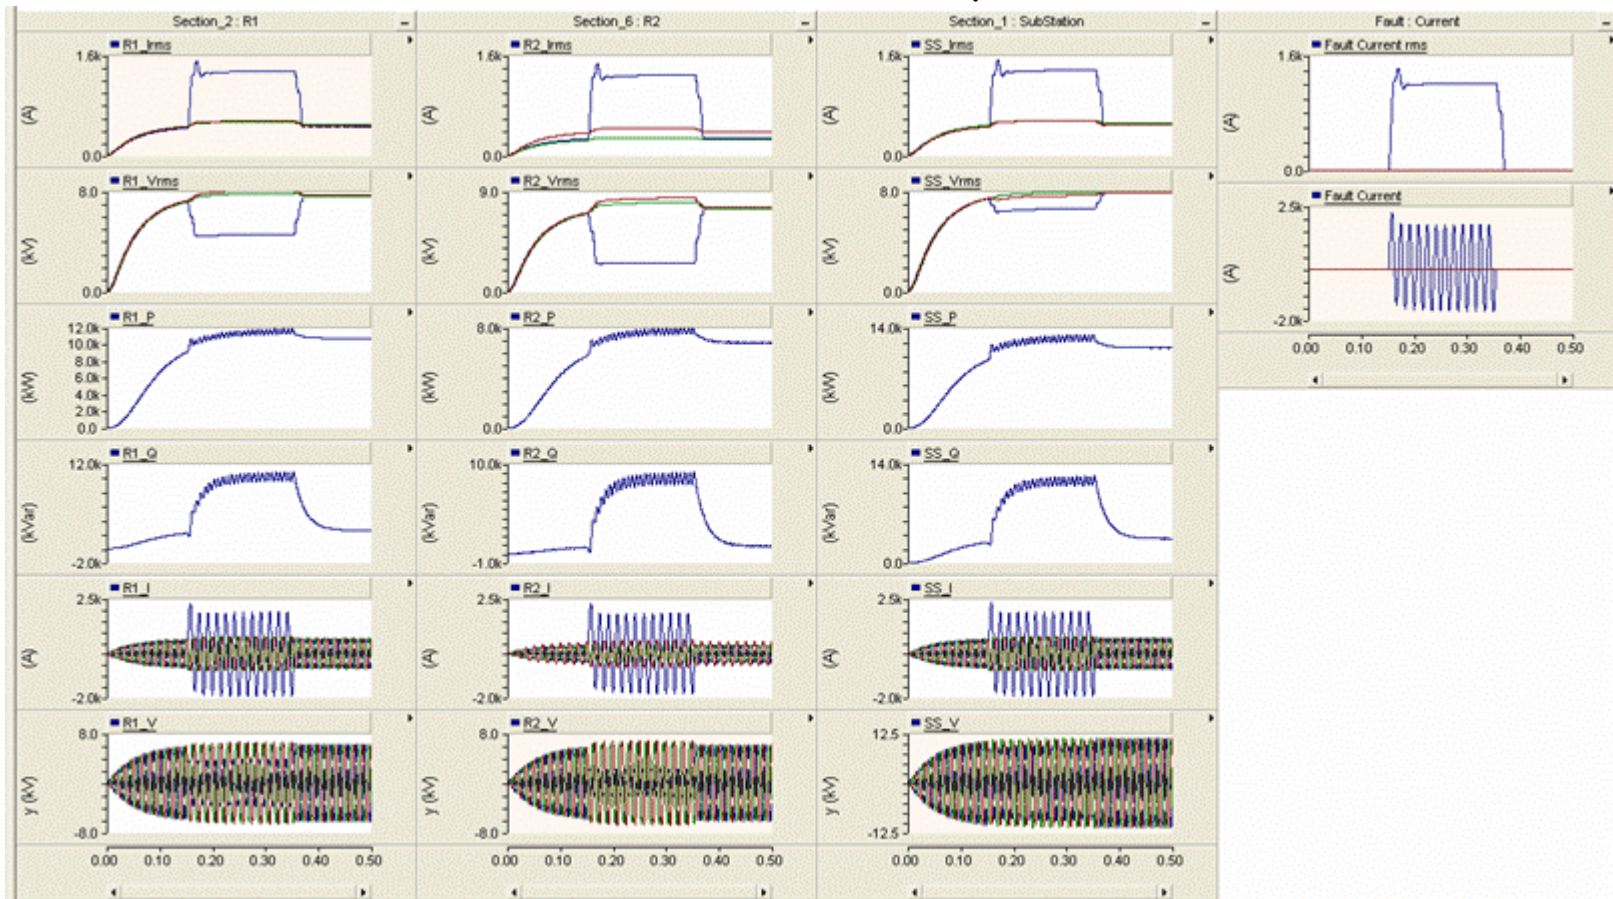 Section_2 : R1
R1_Irms
1.6k
(A)
0.0
R1_Vrms
8.0
(kV)
0.0
R1_P
12.0k
10.0k
8.0k
6.0k
(kW)
4.0k
2.0k
0.0
R1_Q
12.0k
(kVar)
-2.0k
R1_I
2.5k
(A)
-2.0k
R1_V
8.0
y (kV)
-8.0
0.00 0.10 0.20 0.30 0.40 0.50
Section_6 : R2
R2_Irms
1.6k
(A)
0.0
R2_Vrms
9.0
(kV)
0.0
R2_P
8.0k
(kW)
0.0
R2_Q
10.0k
(kVar)
-1.0k
R2_I
2.5k
(A)
-2.0k
R2_V
8.0
y (kV)
-8.0
0.00 0.10 0.20 0.30 0.40 0.50
Section_1 : SubStation
SS_Irms
1.6k
(A)
0.0
SS_Vrms
8.0
(kV)
0.0
SS_P
14.0k
(kW)
0.0
SS_Q
14.0k
(kVar)
0.0
SS_I
2.5k
(A)
-2.0k
SS_V
12.5
y (kV)
-12.5
0.00 0.10 0.20 0.30 0.40 0.50
Fault : Current
Fault Current rms
1.6k
(A)
0.0
Fault Current
2.5k
(A)
-2.0k
0.00 0.10 0.20 0.30 0.40 0.50